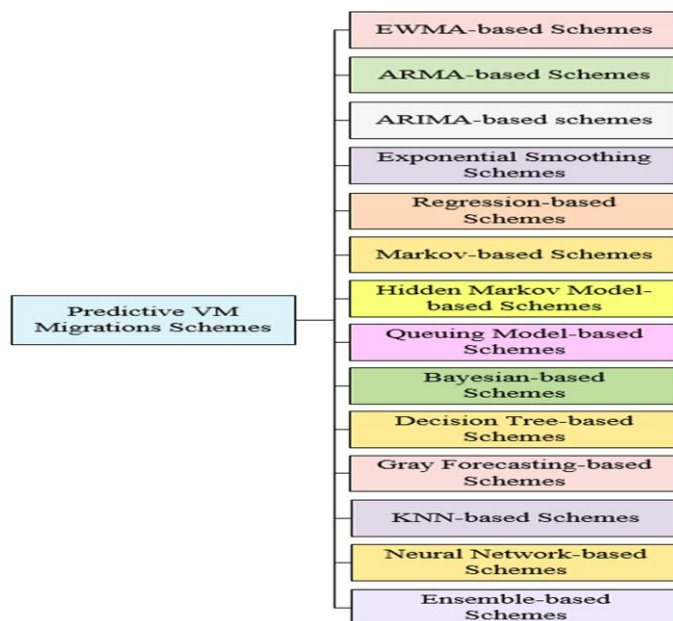 EWMA-based Schemes
ARMA-based Schemes
ARIMA-based schemes
Exponential Smoothing
Schemes
Regression-based
Schemes
Markov-based Schemes
Predictive VM
Migrations Schemes
Hidden Markov Model-
based Schemes
Queuing Model-based
Schemes
Bayesian-based
Schemes
Decision Tree-based
Schemes
Gray Forecasting-based
Schemes
KNN-based Schemes
Neural Network-based
Schemes
Ensemble-based
Schemes